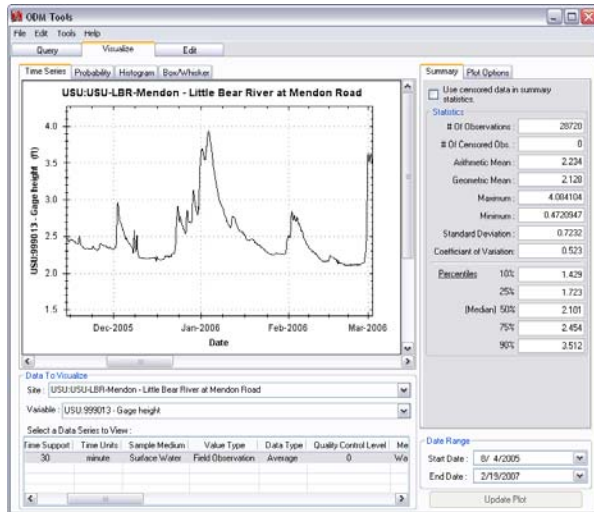 ODM Tools
File Edit Tools Help
Query Visualize Edit
Time Series Probability Histogram Box/Whisker
USU:USU-LBR-Mendon - Little Bear River at Mendon Road
USU:999013 - Gage height (ft)
4.0
3.5
3.0
2.5
2.0
1.5
Dec-2005 Jan-2006 Feb-2006 Mar-2006
Date
Summary Plot Options
Use censored data in summary
statistics.
Statistics
# Of Observations : 28720
# Of Censored Obs. : 0
Arithmetic Mean : 2.234
Geometric Mean : 2.128
Maximum : 4.084104
Minimum : 0.4720947
Standard Deviation : 0.7232
Coefficiant of Variation: 0.523
Percentiles 10% 1.429
25% 1.723
(Median) 50% 2.101
75% 2.454
90% 3.512
Data To Visualize
Site : USU:USU-LBR-Mendon - Little Bear River at Mendon Road
Variable : USU:999013 - Gage height
Select a Data Series to View :
Time Support Time Units Sample Medium Value Type Data Type Quality Control Level Me
30 minute Surface Water Field Observation Average 0 Wa
Date Range
Start Date : 8/ 4/2005
End Date : 2/19/2007
Update Plot